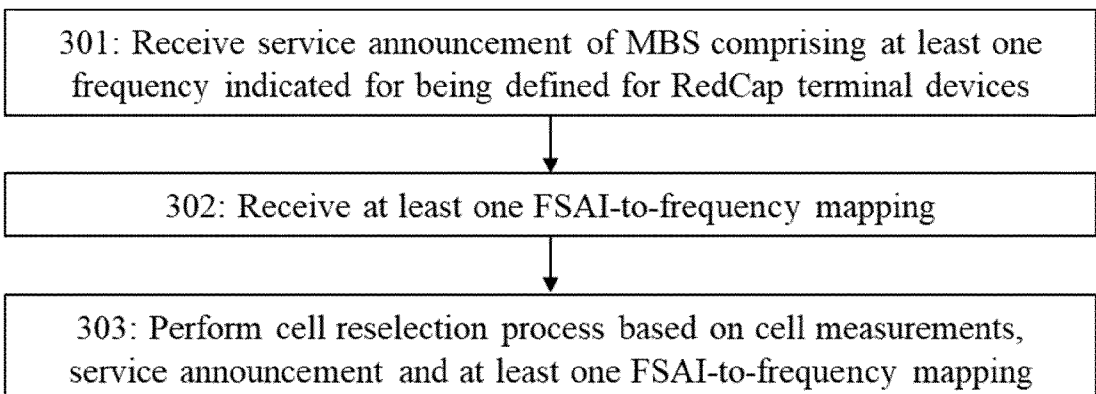 301: Receive service announcement of MBS comprising at least one
frequency indicated for being defined for RedCap terminal devices
302: Receive at least one FSAI-to-frequency mapping
303: Perform cell reselection process based on cell measurements,
service announcement and at least one FSAI-to-frequency mapping